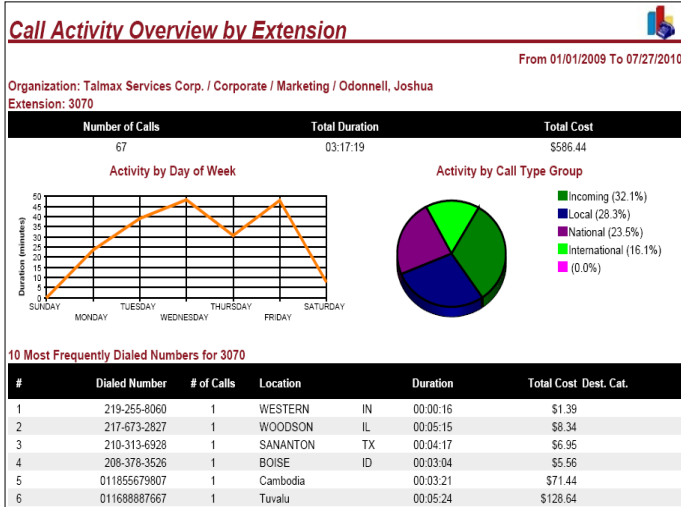 Call Activity Overview by Extension
From 01/01/2009 To 07/27/2010
Organization: Talmax Services Corp. / Corporate / Marketing / Odonnell, Joshua
Extension: 3070
Number of Calls Total Duration Total Cost
67 03:17:19 $586.44
Activity by Day of Week
Duration (minutes)
50
45
40
35
30
25
20
15
10
5
0
SUNDAY
MONDAY
TUESDAY
WEDNESDAY
THURSDAY
FRIDAY
SATURDAY
Activity by Call Type Group
Incoming (32.1%)
Local (28.3%)
National (23.5%)
International (16.1%)
(0.0%)
10 Most Frequently Dialed Numbers for 3070
# Dialed Number # of Calls Location Duration Total Cost Dest. Cat.
1 219-255-8060 1 WESTERN IN 00:00:16 $1.39
2 217-673-2827 1 WOODSON IL 00:05:15 $8.34
3 210-313-6928 1 SANANTON TX 00:04:17 $6.95
4 208-378-3526 1 BOISE ID 00:03:04 $5.56
5 011855679807 1 Cambodia 00:03:21 $71.44
6 011688887667 1 Tuvalu 00:05:24 $128.64